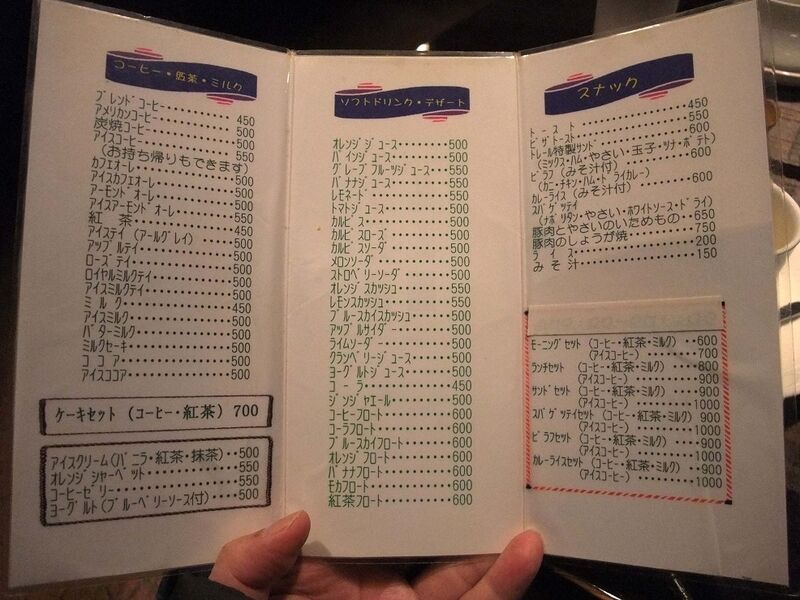 コーヒー・紅茶・ミルク
ブレンドコーヒー・・・・・・・・450
アメリカンコーヒー・・・・・・・・500
炭焼コーヒー・・・・・・・・500
アイスコーヒー・・・・・・・・550
(お持ち帰りもできます)
カフェオーレ・・・・・・・・500
アイスカフェオーレ・・・・・・・・500
アーモンドオーレ・・・・・・・・550
アイスアーモンドオーレ・・・・・・・・550
紅茶・・・・・・・・450
アイステイ(アールグレイ)・・・・・・・・500
アップルテイ・・・・・・・・500
ローズテイ・・・・・・・・550
ロイヤルミルクテイ・・・・・・・・500
アイスミルクテイ・・・・・・・・500
ミルク・・・・・・・・450
アイスミルク・・・・・・・・500
バターミルク・・・・・・・・500
ミルクセーキ・・・・・・・・500
ココア・・・・・・・・500
アイスココア・・・・・・・・500
ケーキセット(コーヒー・紅茶) 700
アイスクリーム(バニラ・紅茶・抹茶)・・500
オレンジシャーベット・・・・・・・・550
コーヒーゼリー・・・・・・・・550
ヨーグルト(ブルーベリーソース付)・・・500
ソフトドリンク・デザート
オレンジジュース・・・・・・・・500
パインジュース・・・・・・・・500
グレープフルーツジュース・・・・550
バナナジュース・・・・・・・・550
レモネード・・・・・・・・550
トマトジュース・・・・・・・・500
カルピス・・・・・・・・500
カルピスローズ・・・・・・・・500
カルピスソーダ・・・・・・・・500
メロンソーダ・・・・・・・・500
ストロベリーソーダ・・・・・・・・500
オレンジスカッシュ・・・・・・・・550
レモンスカッシュ・・・・・・・・550
ブルースカイスカッシュ・・・・・・・・500
アップルサイダー・・・・・・・・500
ライムソーダー・・・・・・・・500
クランベリージュース・・・・・・・・500
ヨーグルトジュース・・・・・・・・500
コーラ・・・・・・・・450
ジンジャエール・・・・・・・・500
コーヒーフロート・・・・・・・・600
コーラフロート・・・・・・・・600
ブルースカイフロート・・・・・・・・600
オレンジフロート・・・・・・・・600
バナナフロート・・・・・・・・600
モカフロート・・・・・・・・600
紅茶フロート・・・・・・・・600
スナック
トースト・・・・・・・・450
ピザトースト・・・・・・・・550
トレール特製サンド・・・・・・・・600
(ミックス・ハム・やさい・玉子・ツナ・ポテト)
ピラフ(みそ汁付)・・・・・・・・600
(カニ・チキン・ハム・ドライカレー)
カレーライス(みそ汁付)・・・・・・・・600
スパゲッテイ
(ナポリタン・やさい・ホワイトソース・ドライ)
豚肉とやさいのいためもの・・650
豚肉のしょうが焼・・・・・・・・750
ライス・・・・・・・・200
みそ汁・・・・・・・・150
モーニングセット (コーヒー・紅茶・ミルク)・・600
(アイスコーヒー)・・・・・700
ランチセット (コーヒー・紅茶・ミルク)・・・800
(アイスコーヒー)・・・・・900
サンドセット (コーヒー・紅茶・ミルク)・・・900
(アイスコーヒー)・・・・・1000
スパゲッテイセット(コーヒー・紅茶・ミルク)・・900
(アイスコーヒー)・・・・・1000
ピラフセット (コーヒー・紅茶・ミルク)・・・900
(アイスコーヒー)・・・・・1000
カレーライスセット(コーヒー・紅茶・ミルク)・・・900
(アイスコーヒー)・・・・・1000